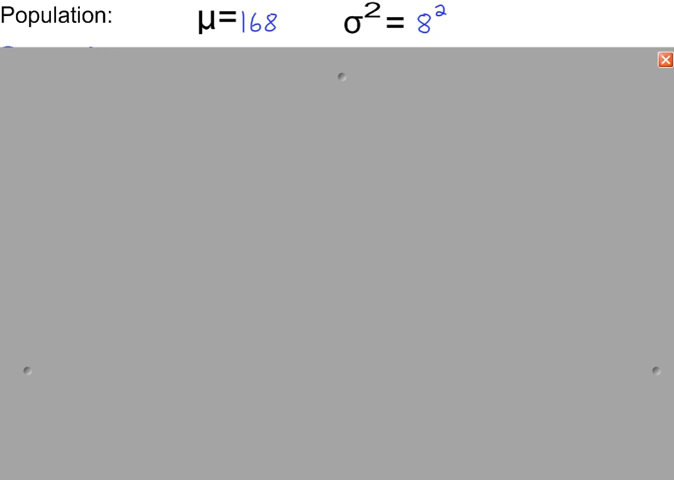 Population: μ=168 σ²= 8²